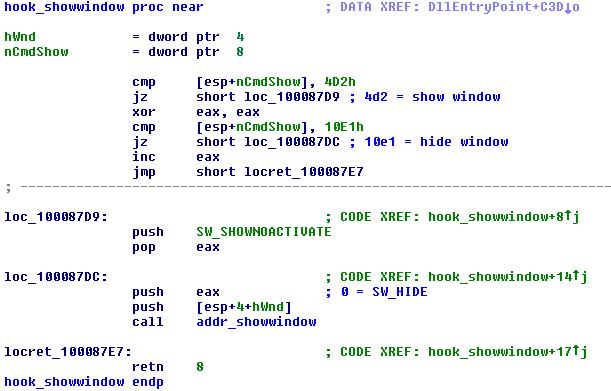 hook_showwindow proc near ; DATA XREF: DllEntryPoint+C3D↓o
hWnd = dword ptr 4
nCmdShow = dword ptr 8
cmp [esp+nCmdShow], 4D2h
jz short loc_100087D9 ; 4d2 = show window
xor eax, eax
cmp [esp+nCmdShow], 10E1h
jz short loc_100087DC ; 10e1 = hide window
inc eax
jmp short locret_100087E7
; ---------------------------------------------------------------------------
loc_100087D9: ; CODE XREF: hook_showwindow+8↑j
push SW_SHOWNOACTIVATE
pop eax
loc_100087DC: ; CODE XREF: hook_showwindow+14↑j
push eax ; 0 = SW_HIDE
push [esp+4+hWnd]
call addr_showwindow
locret_100087E7: ; CODE XREF: hook_showwindow+17↑j
retn 8
hook_showwindow endp